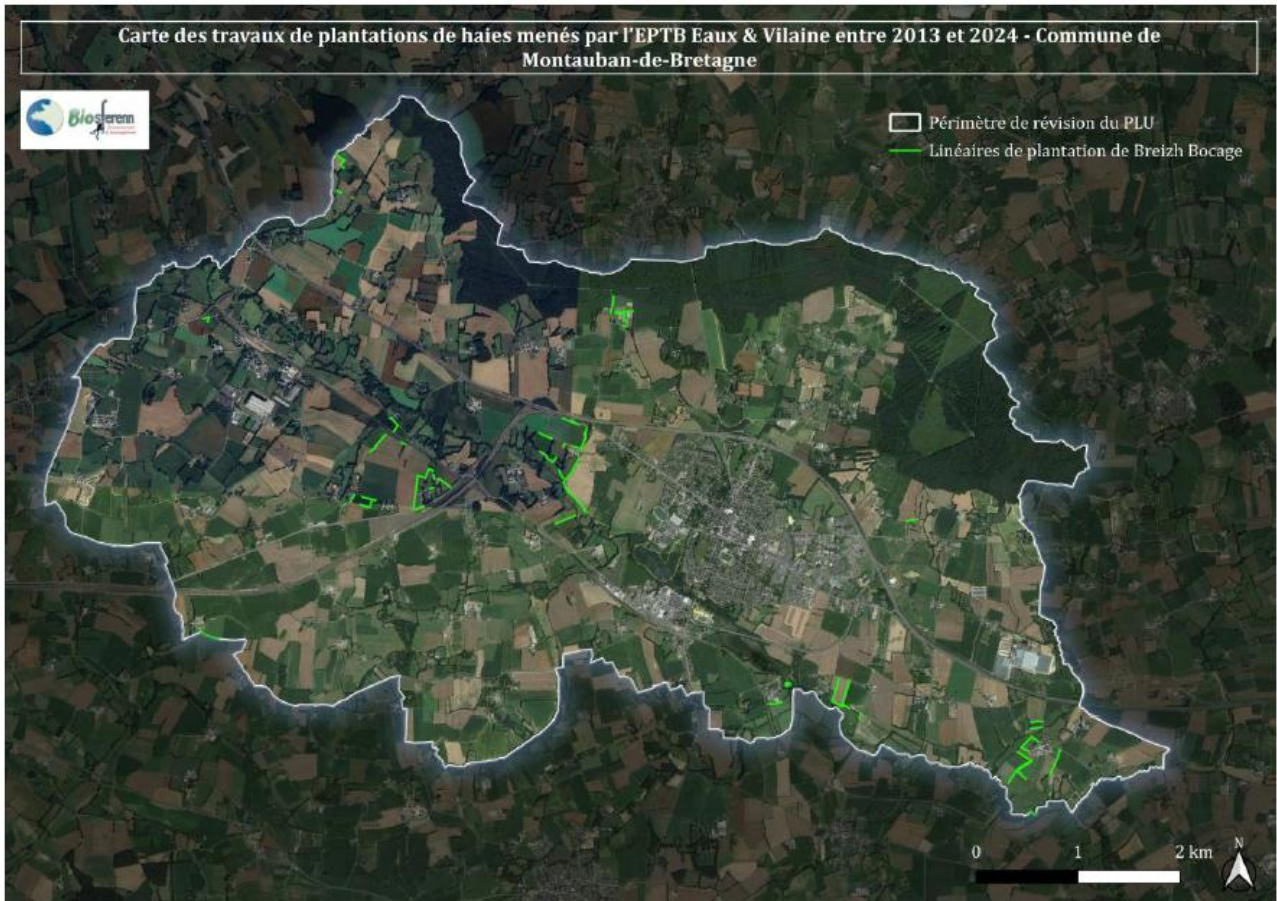 Carte des travaux de plantations de haies menés par l'EPTB Eaux & Vilaine entre 2013 et 2024 - Commune de
Montauban-de-Bretagne
Biosferenn
Périmètre de révision du PLU
Linéaires de plantation de Breizh Bocage
0 1 2 km
N